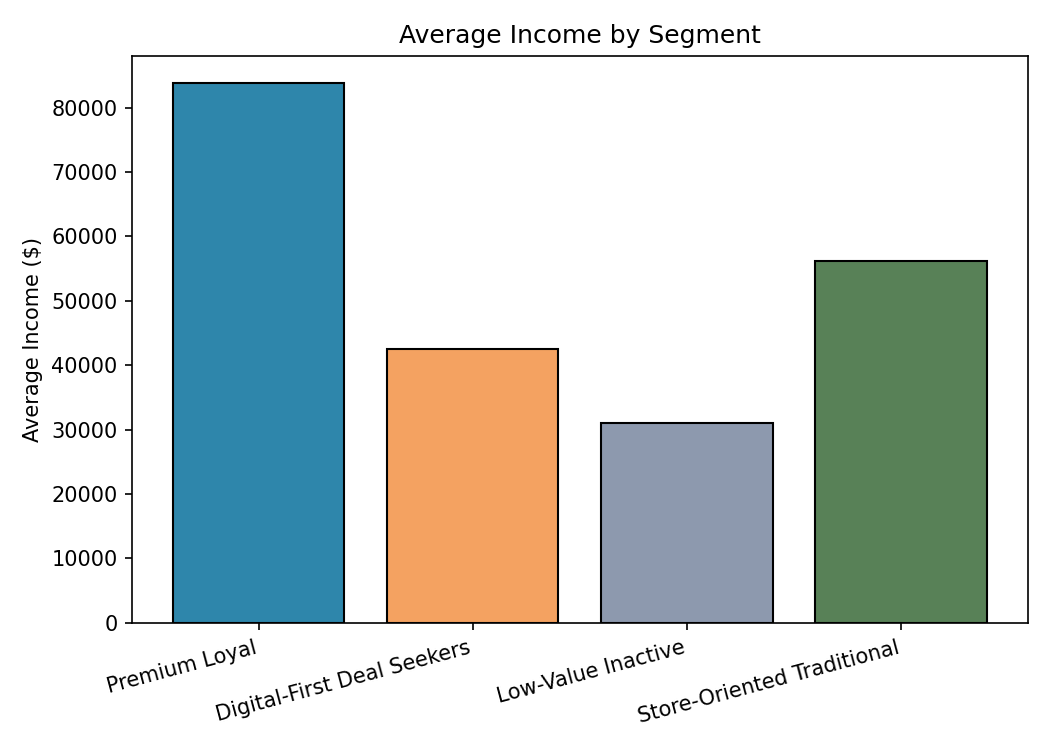 Average Income by Segment
Average Income ($)
80000
70000
60000
50000
40000
30000
20000
10000
0
Premium Loyal
Digital-First Deal Seekers
Low-Value Inactive
Store-Oriented Traditional